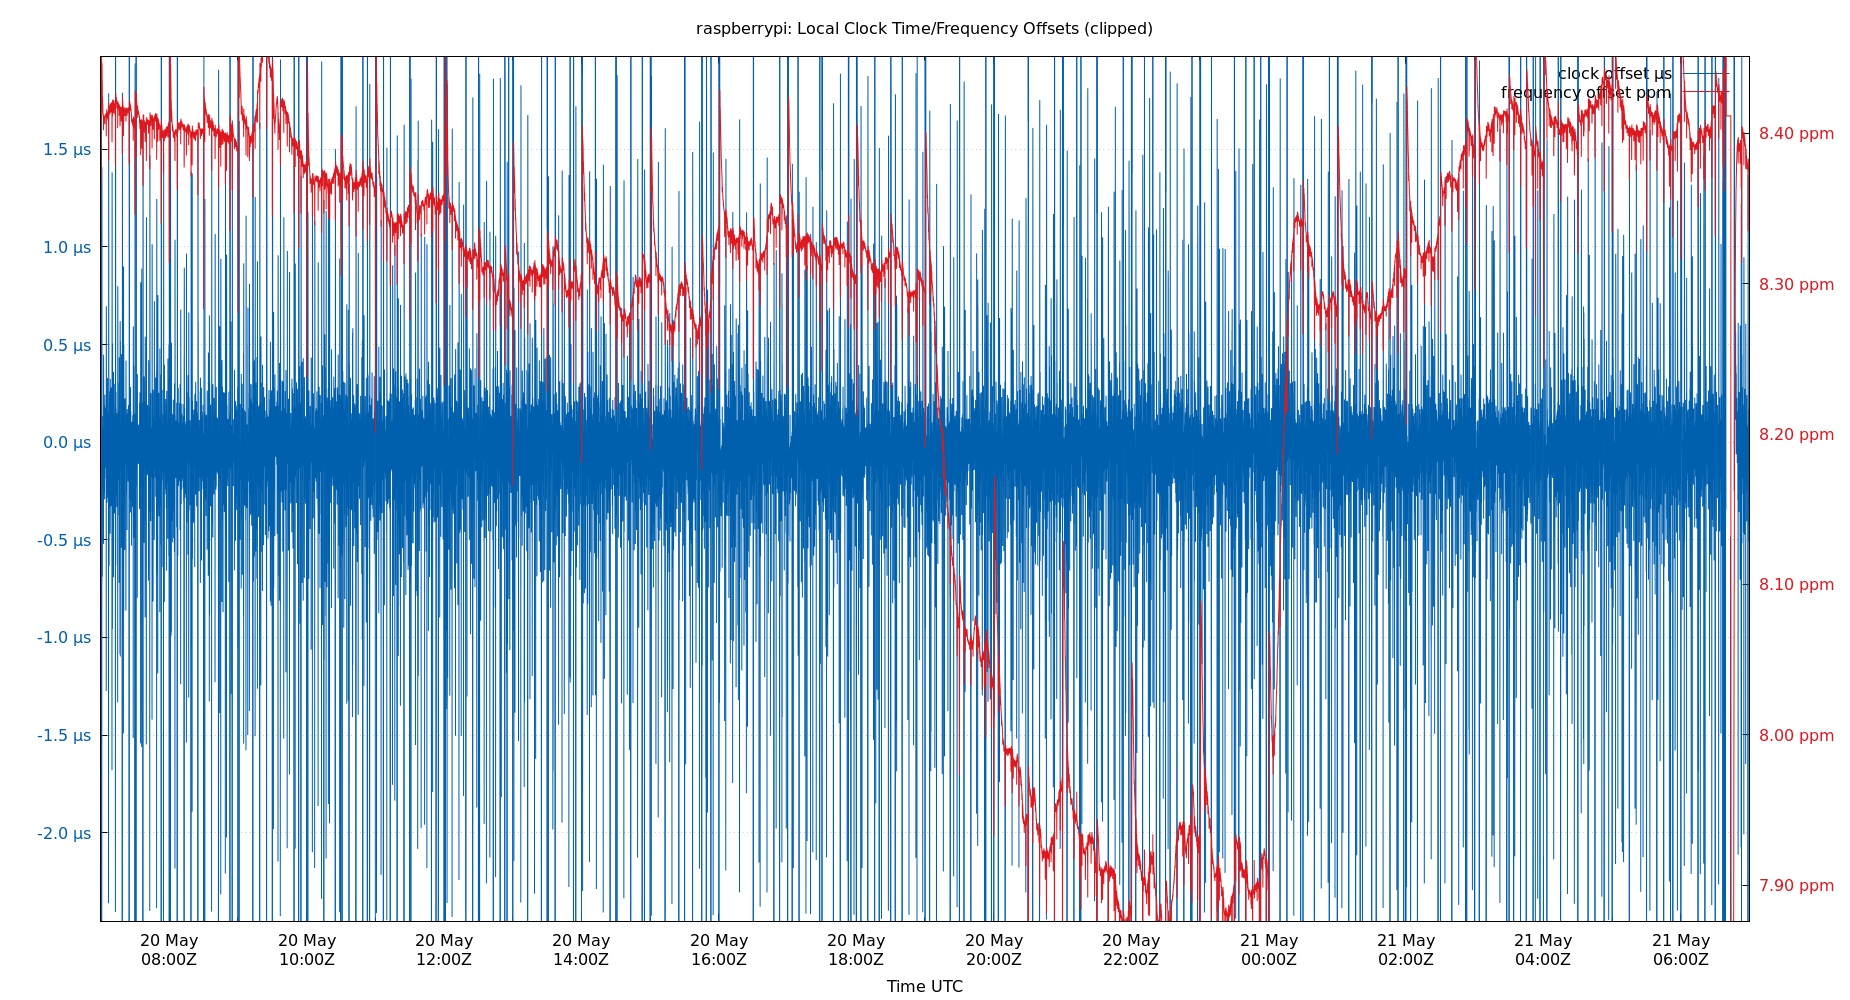 raspberrypi: Local Clock Time/Frequency Offsets (clipped)
clock offset µs
frequency offset ppm
1.5 µs
1.0 µs
0.5 µs
0.0 µs
-0.5 µs
-1.0 µs
-1.5 µs
-2.0 µs
8.40 ppm
8.30 ppm
8.20 ppm
8.10 ppm
8.00 ppm
7.90 ppm
20 May 20 May 20 May 20 May 20 May 20 May 20 May 20 May 21 May 21 May 21 May 21 May
08:00Z 10:00Z 12:00Z 14:00Z 16:00Z 18:00Z 20:00Z 22:00Z 00:00Z 02:00Z 04:00Z 06:00Z
Time UTC